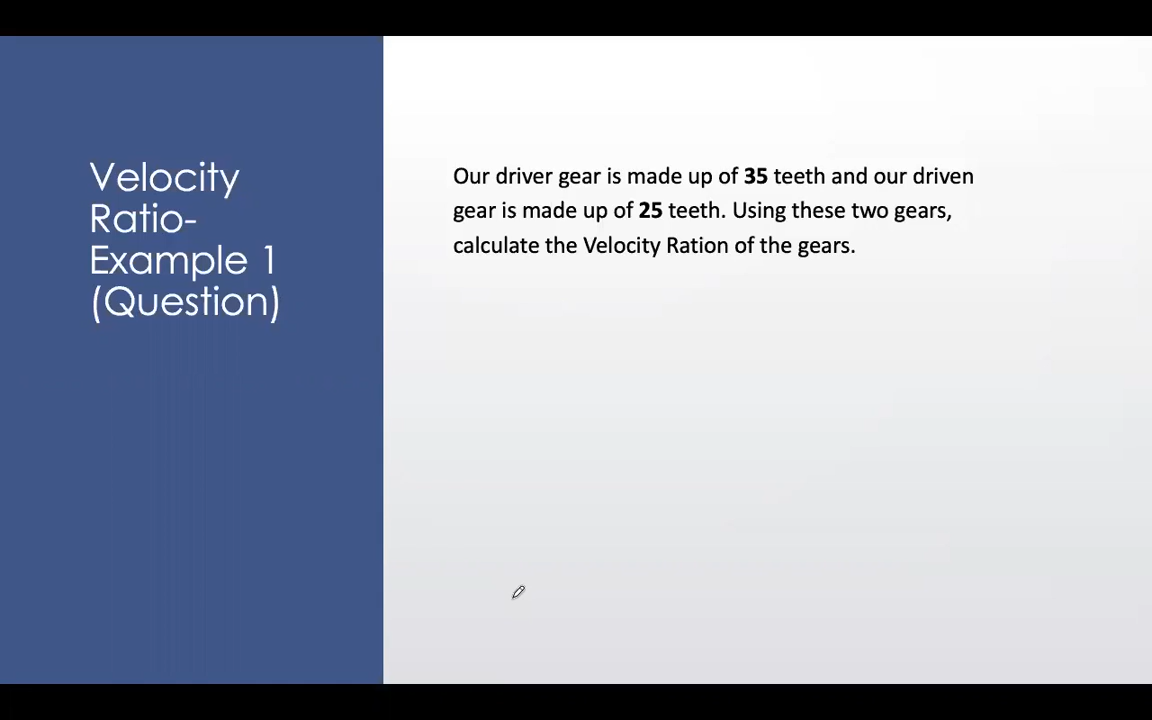 Velocity
Ratio-
Example 1
(Question)
Our driver gear is made up of 35 teeth and our driven
gear is made up of 25 teeth. Using these two gears,
calculate the Velocity Ration of the gears.